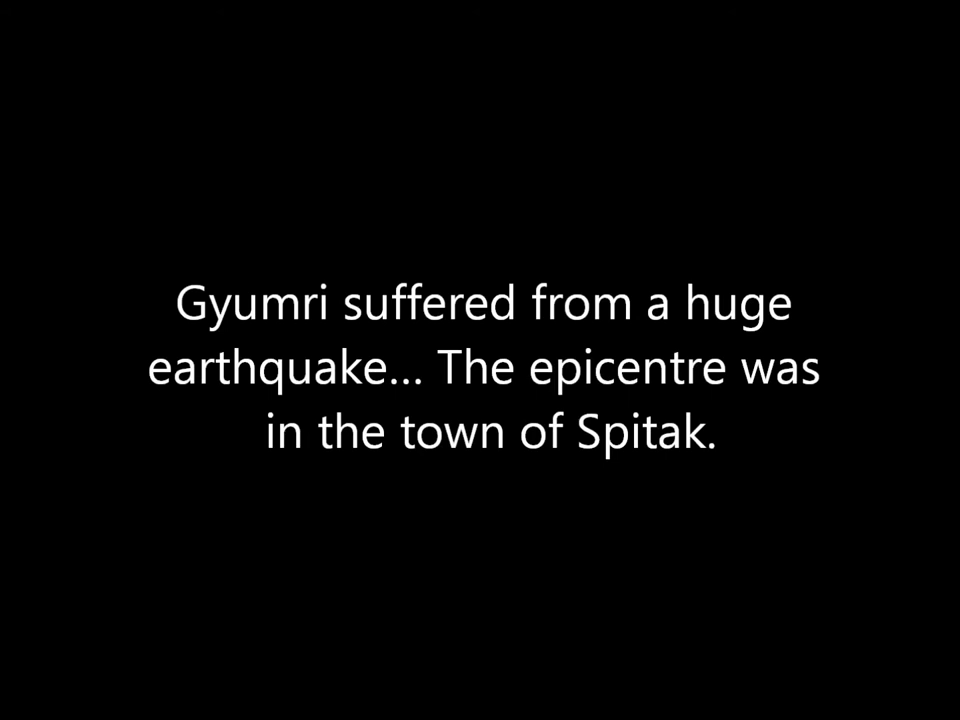 Gyumri suffered from a huge
earthquake... The epicentre was
in the town of Spitak.